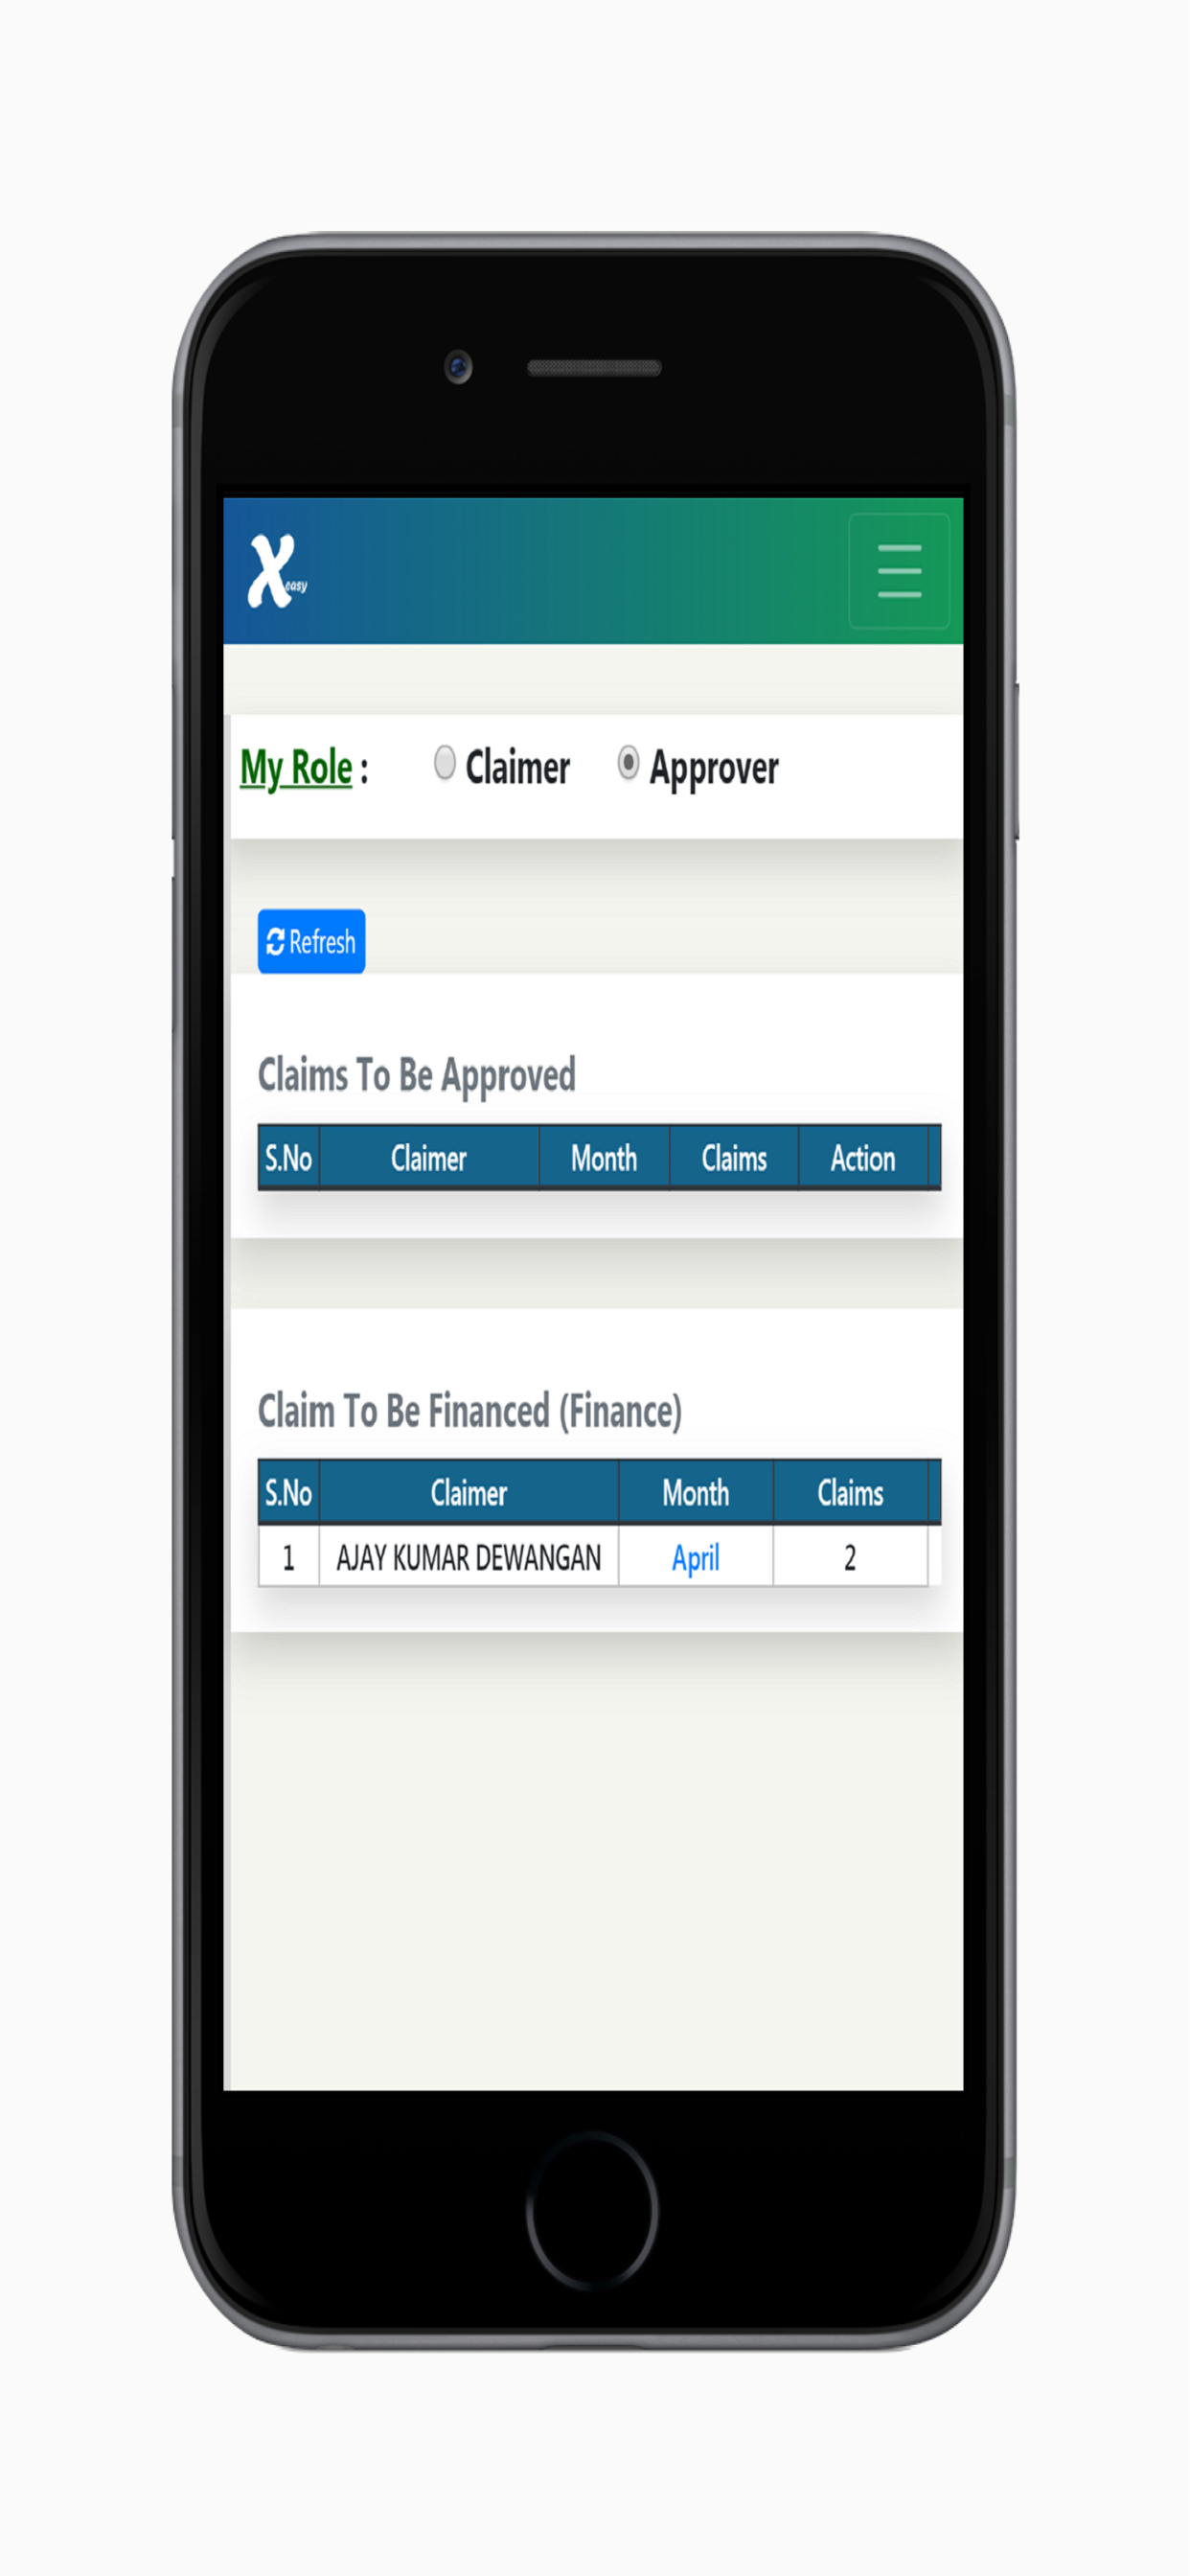 X easy
My Role : Claimer Approver
Refresh
Claims To Be Approved
S.No Claimer Month Claims Action
Claim To Be Financed (Finance)
S.No Claimer Month Claims
1 AJAY KUMAR DEWANGAN April 2